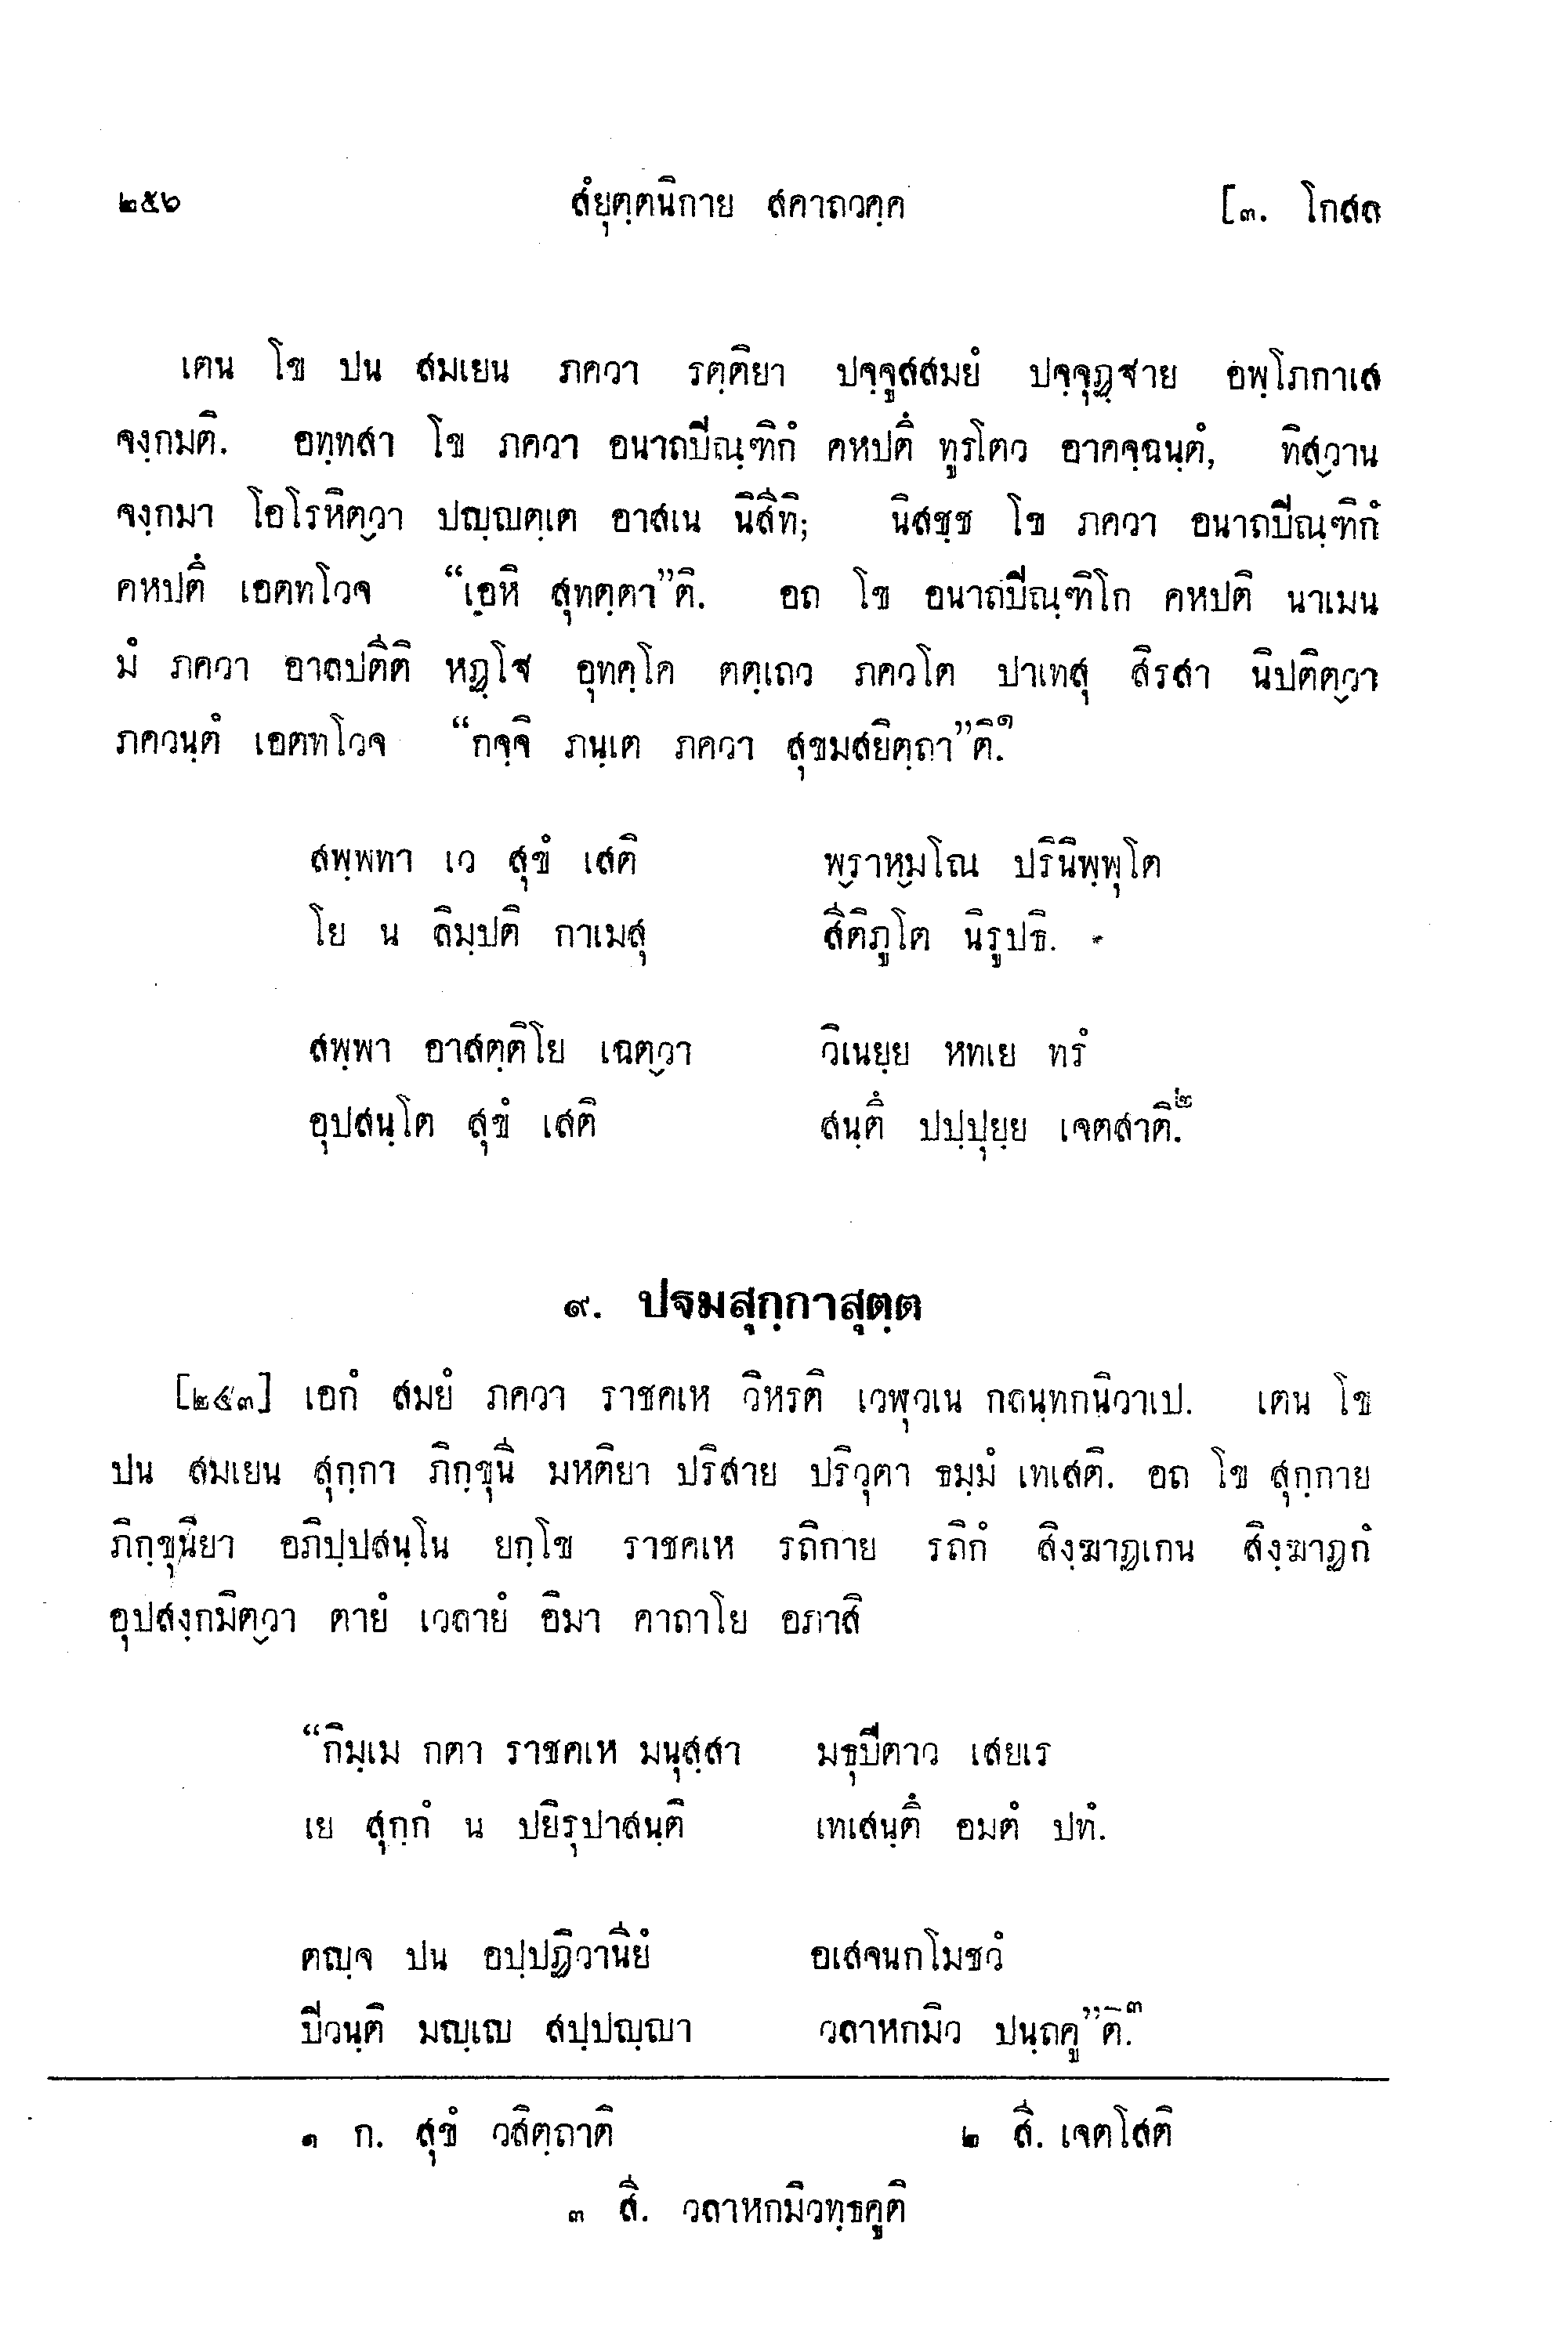 ๒๕๖ สํยุตฺตนิกาย สคาถวคฺค [๓. โกสล
เตน โข ปน สมเยน ภควา รตฺติยา ปจฺจูสสมยํ ปจฺจุฏฺฐาย อพฺโภกาเส
จงฺกมติ. อทฺทสา โข ภควา อนาถปีณฺฑิกํ คหปตึ ทูรโตว อาคจฺฉนฺตํ, ทิสฺวาน
จงฺกมา โอโรหิตฺวา ปญฺญตฺเต อาสเน นิสีทิ; นิสชฺช โข ภควา อนาถปีณฺฑิกํ
คหปตึ เอตทโวจ “เอฺหิ สุทตฺตา”ติ. อถ โข อนาถปีณฺฑิโก คหปติ นาเมน
มํ ภควา อาลปตีติ หฏฺโฐ อุทคฺโค ตตฺเถว ภควโต ปาเทสุ สิรสา นิปติตฺวา
ภควนฺตํ เอตทโวจ “กจฺจิ ภนฺเต ภควา สุขมสยิตฺถา”ติ.๑
สพฺพทา เว สุขํ เสติ พฺราหฺมโณ ปรินิพฺพุโต
โย น ลิมฺปติ กาเมสุ สีติภูโต นิรูปธิ.
สพฺพา อาสตฺติโย เฉตฺวา วิเนยฺย หทเย ทรํ
อุปสนฺโต สุขํ เสติ สนฺตึ ปปฺปุยฺย เจตสาติ.๒
๙. ปฐมสุกฺกาสุตฺต
[๒๔๓] เอกํ สมยํ ภควา ราชคเห วิหรติ เวฬุวเน กลนฺทกนิวาเป. เตน โข
ปน สมเยน สุกฺกา ภิกฺขุนี มหติยา ปริสาย ปริวุตา ธมฺมํ เทเสติ. อถ โข สุกฺกาย
ภิกฺขุนิยา อภิปฺปสนฺโน ยกฺโข ราชคเห รถิกาย รถิกํ สิงฺฆาฏเกน สิงฺฆาฏกํ
อุปสงฺกมิตฺวา ตายํ เวลายํ อิมา คาถาโย อภาสิ
“กิมฺเม กตา ราชคเห มนุสฺสา มธุปีตาว เสยเร
เย สุกฺกํ น ปยิรุปาสนฺติ เทเสนฺตึ อมตํ ปทํ.
ตญฺจ ปน อปฺปฏิวานียํ อเสจนกโมชวํ
ปิวนฺติ มญฺเญ สปฺปญฺญา วลาหกมิว ปนฺถคู”ติ.๓
๑ ก. สุขํ วสิตฺถาติ ๒ สี. เจตโสติ
๓ สี. วลาหกมิวทฺธคูติ